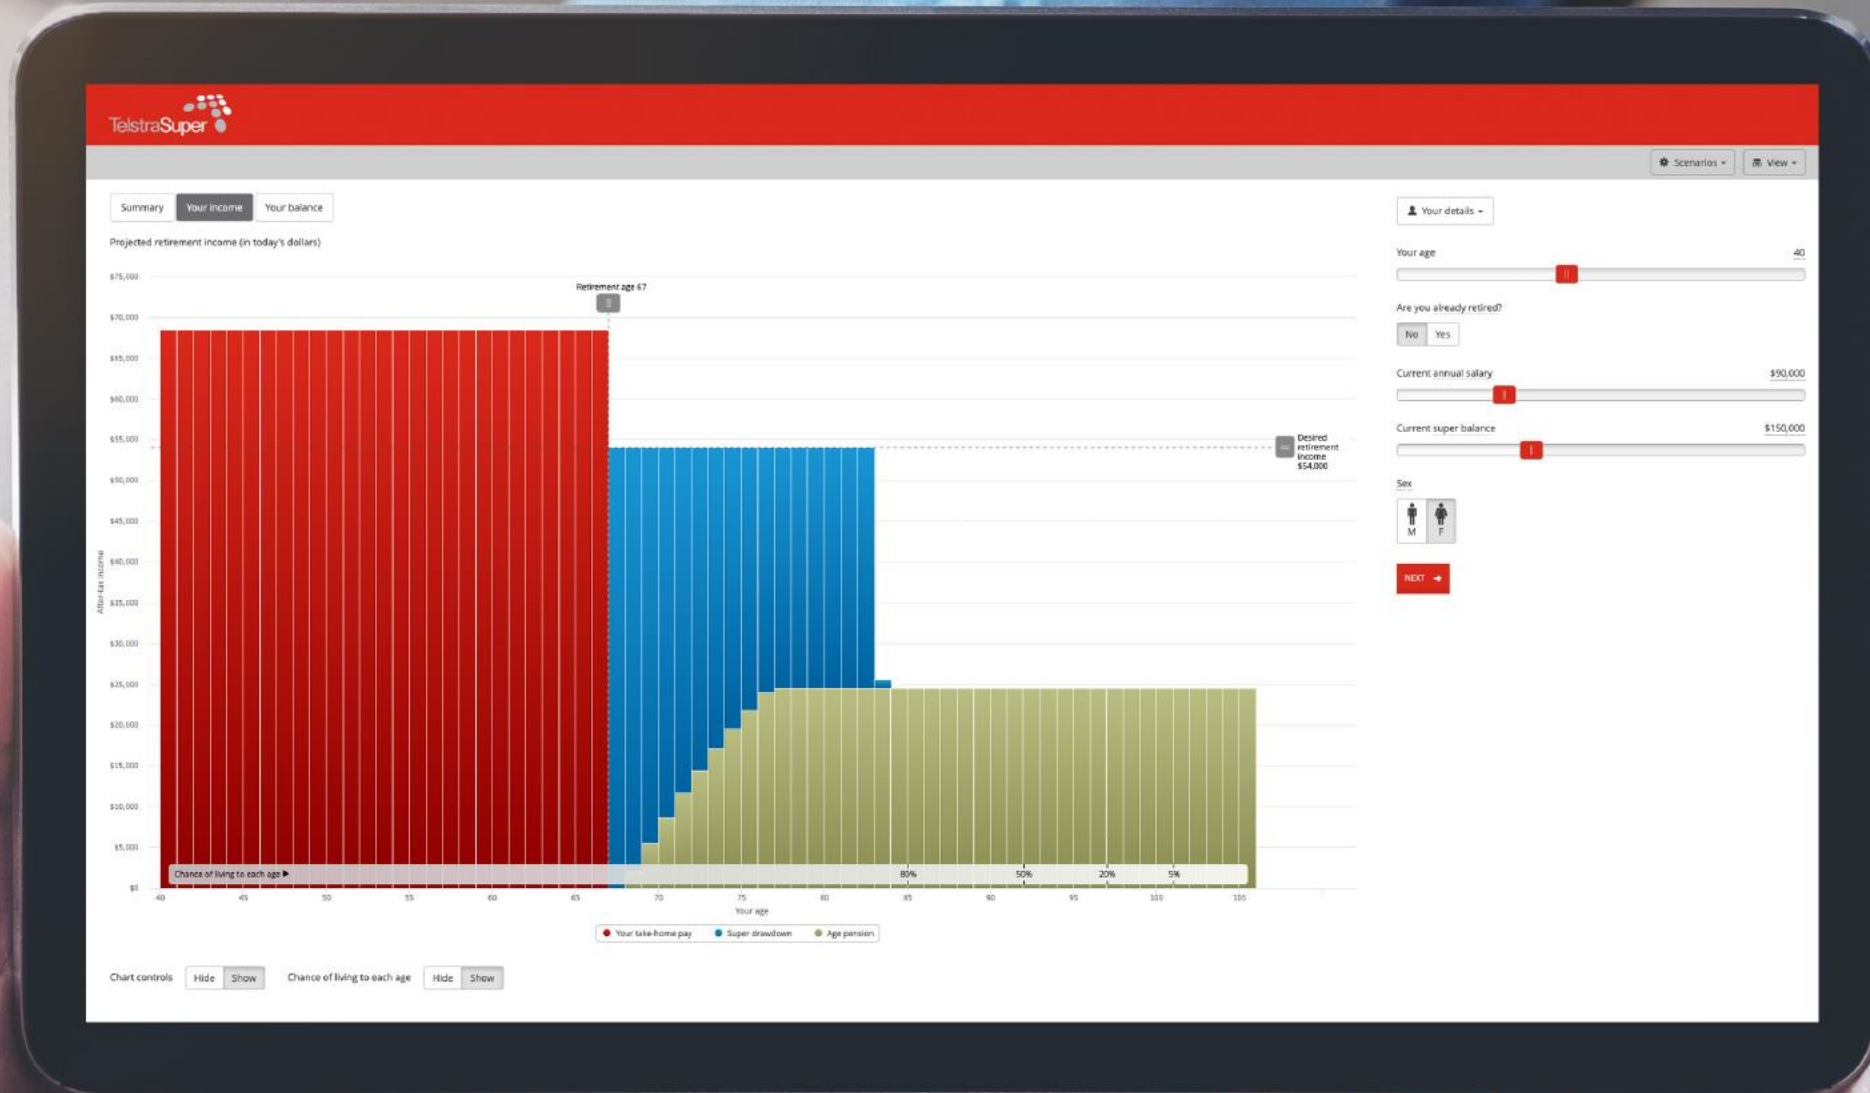 TelstraSuper
Scenarios
View
Summary
Your income
Your balance
Projected retirement income (in today's dollars)
$75,000
$70,000
$65,000
$60,000
$55,000
$50,000
$45,000
$40,000
$35,000
$30,000
$25,000
$20,000
$15,000
$10,000
$5,000
$0
After-tax income
Retirement age 67
Desired
retirement
income
$54,000
Chance of living to each age
80%
50%
20%
5%
40
45
50
55
60
65
70
75
80
85
90
95
100
105
Your age
Your take-home pay
Super drawdown
Age pension
Chart controls
Hide
Show
Chance of living to each age
Hide
Show
Your details
Your age
40
Are you already retired?
No
Yes
Current annual salary
$90,000
Current super balance
$150,000
Sex
M
F
NEXT